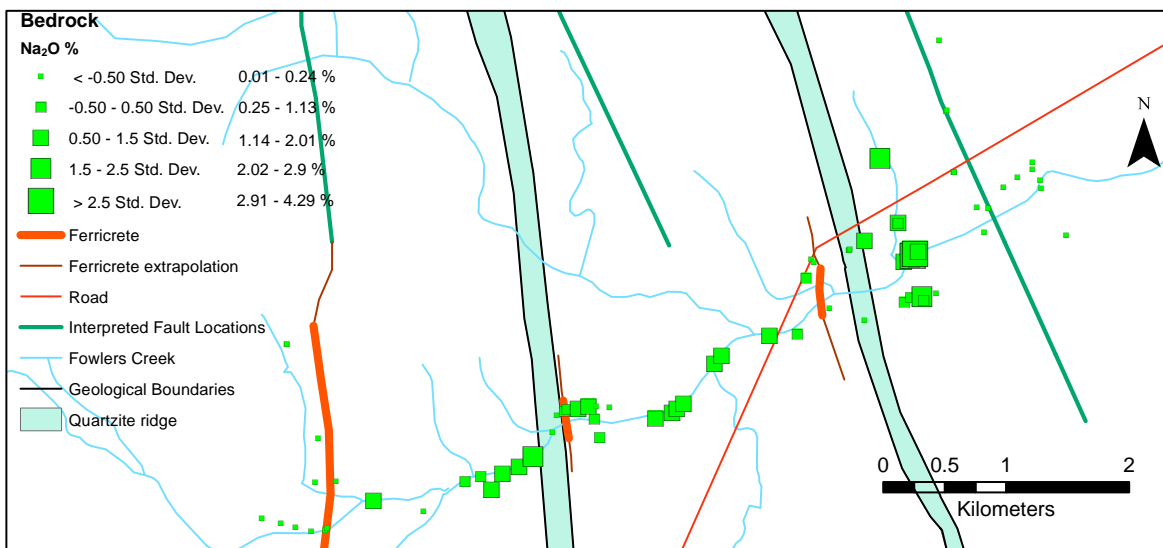 Bedrock
Na₂O %
< -0.50 Std. Dev. 0.01 - 0.24 %
-0.50 - 0.50 Std. Dev. 0.25 - 1.13 %
0.50 - 1.5 Std. Dev. 1.14 - 2.01 %
1.5 - 2.5 Std. Dev. 2.02 - 2.9 %
> 2.5 Std. Dev. 2.91 - 4.29 %
Ferricrete
Ferricrete extrapolation
Road
Interpreted Fault Locations
Fowlers Creek
Geological Boundaries
Quartzite ridge
N
0 0.5 1 2
Kilometers